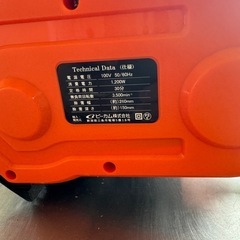 Technical Data（仕様）
電源電圧 100V 50/60Hz
消費電力 1,200W
定格時間 30分
無負荷回転数 3,500min⁻¹
(約)250mm
(約)150mm
ピーカム株式会社